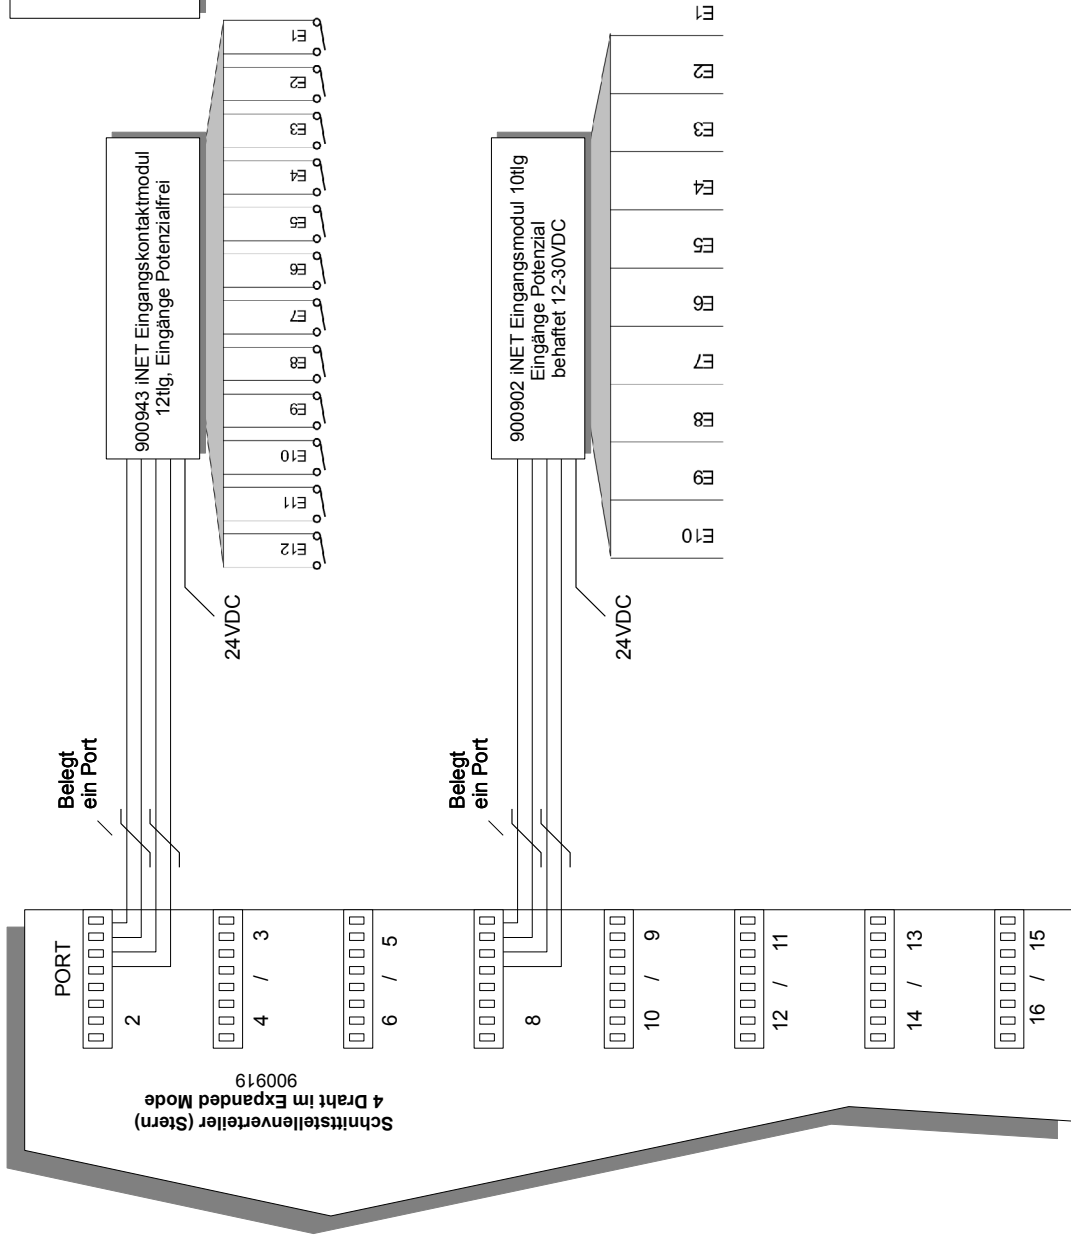 E1
E2
E3
E4
E5
E6
E7
E8
E9
E10
E11
E12
900943 iNET Eingangskontaktmodul
12tlg, Eingänge Potenzialfrei
24VDC
Belegt
ein Port
E1
E2
E3
E4
E5
E6
E7
E8
E9
E10
900902 iNET Eingangsmodul 10tlg
Eingänge Potenzial
behaftet 12-30VDC
24VDC
Belegt
ein Port
PORT
2
4 / 3
6 / 5
8
10 / 9
12 / 11
14 / 13
16 / 15
Schnittstellenverteiler (Stern)
4 Draht im Expanded Mode
900919